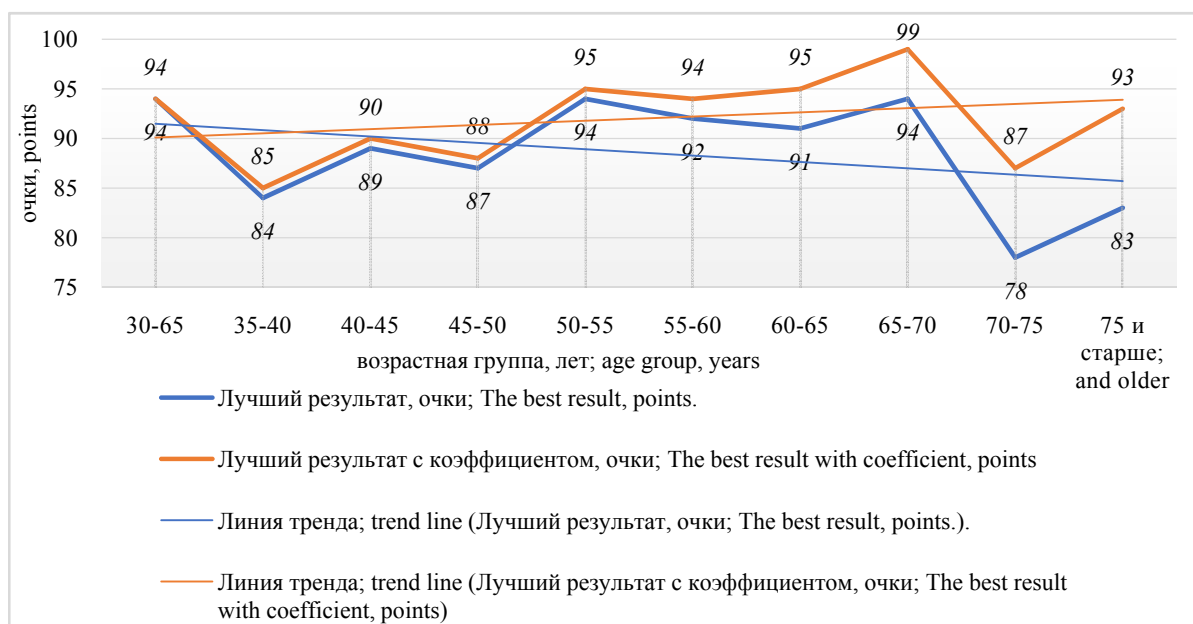 очки, points
100
95
90
85
80
75
94
94
85
84
90
89
88
87
95
94
94
92
95
91
99
94
87
78
93
83
30-65 35-40 40-45 45-50 50-55 55-60 60-65 65-70 70-75 75 и
старше;
and older
возрастная группа, лет; age group, years
Лучший результат, очки; The best result, points.
Лучший результат с коэффициентом, очки; The best result with coefficient, points
Линия тренда; trend line (Лучший результат, очки; The best result, points.).
Линия тренда; trend line (Лучший результат с коэффициентом, очки; The best result
with coefficient, points)